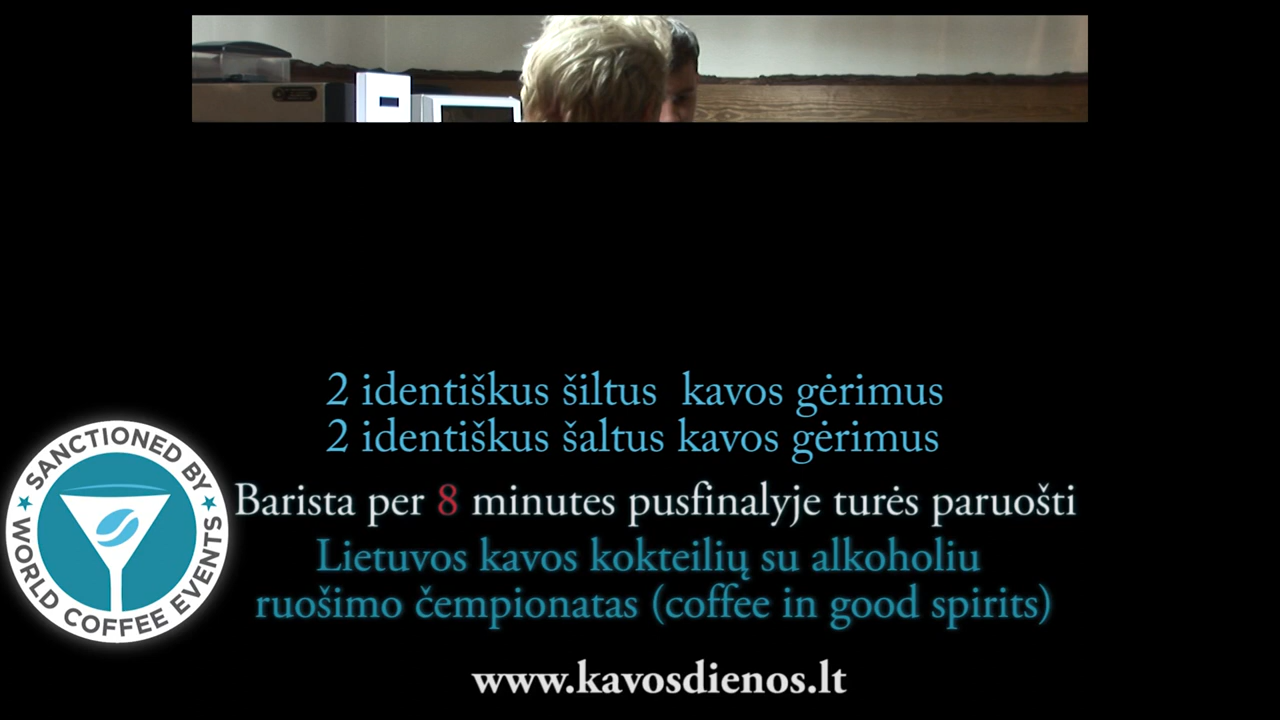 2 identiškus šiltus kavos gėrimus
2 identiškus šaltus kavos gėrimus
SANCTIONED BY
WORLD COFFEE EVENTS
Barista per 8 minutes pusfinalyje turės paruošti
Lietuvos kavos kokteilių su alkoholiu
ruošimo čempionatas (coffee in good spirits)
www.kavosdienos.lt